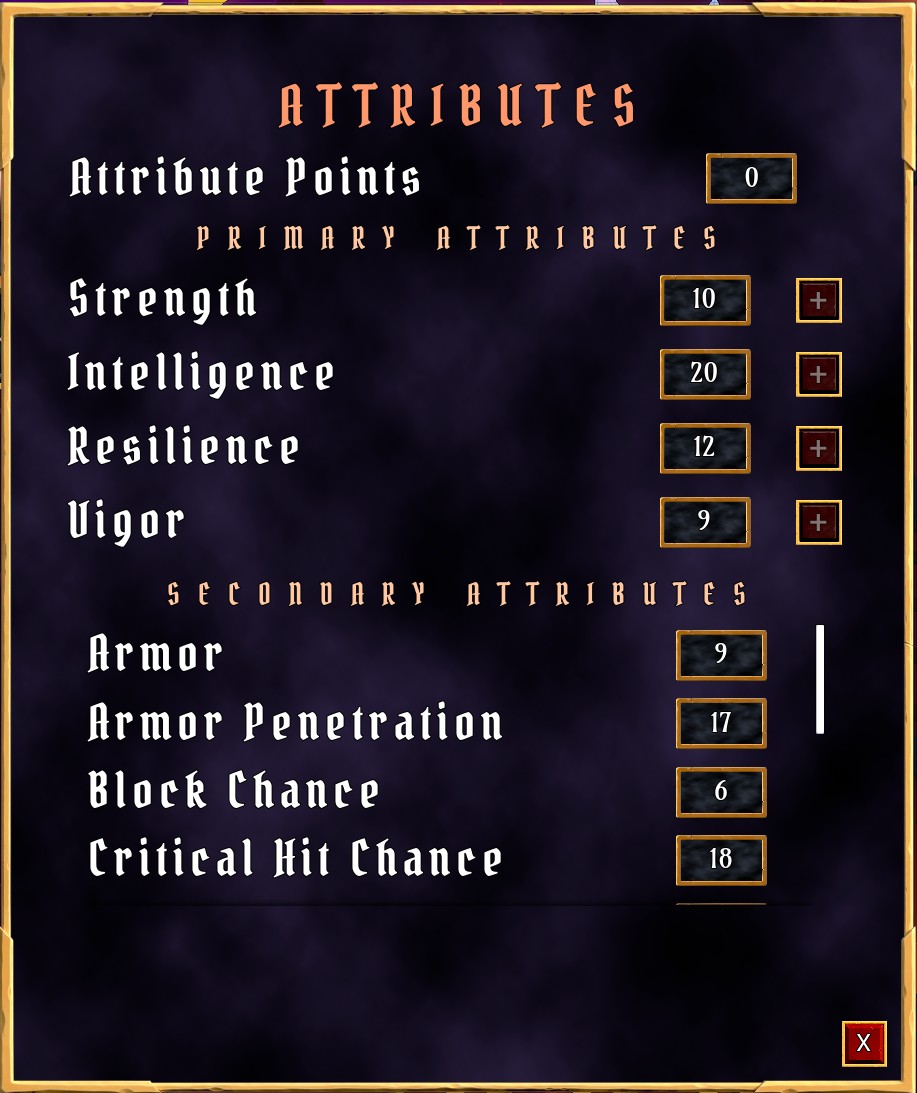 ATTRIBUTES
Attribute Points 0
PRIMARY ATTRIBUTES
Strength 10 +
Intelligence 20 +
Resilience 12 +
Vigor 9 +
SECONDARY ATTRIBUTES
Armor 9
Armor Penetration 17
Block Chance 6
Critical Hit Chance 18
X